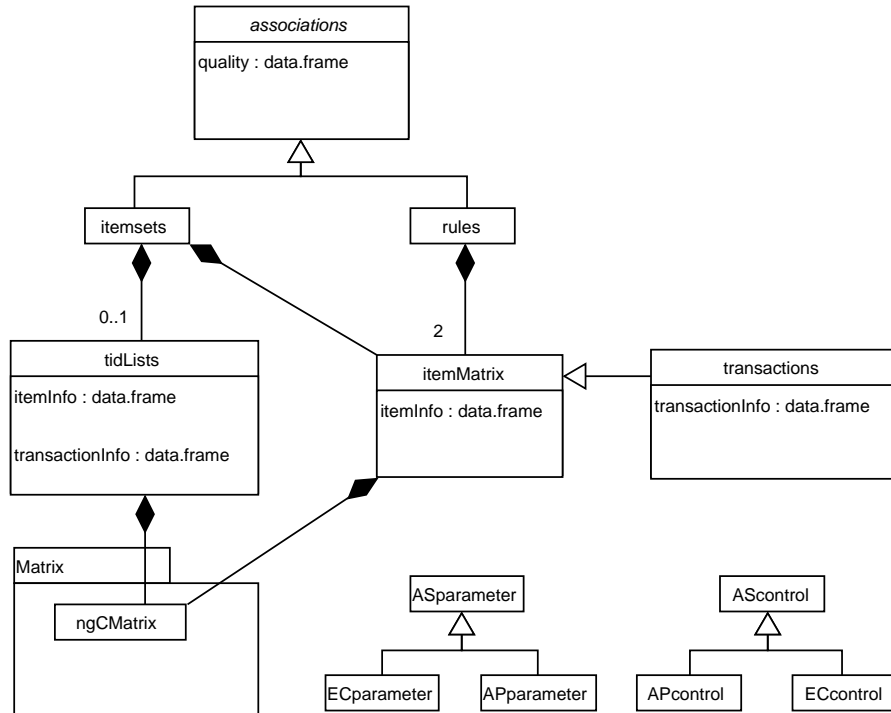 associations
quality : data.frame
itemsets
rules
0..1
2
tidLists
itemInfo : data.frame
transactionInfo : data.frame
itemMatrix
itemInfo : data.frame
transactions
transactionInfo : data.frame
Matrix
ngCMatrix
ASparameter
ECparameter
APparameter
AScontrol
APcontrol
ECcontrol